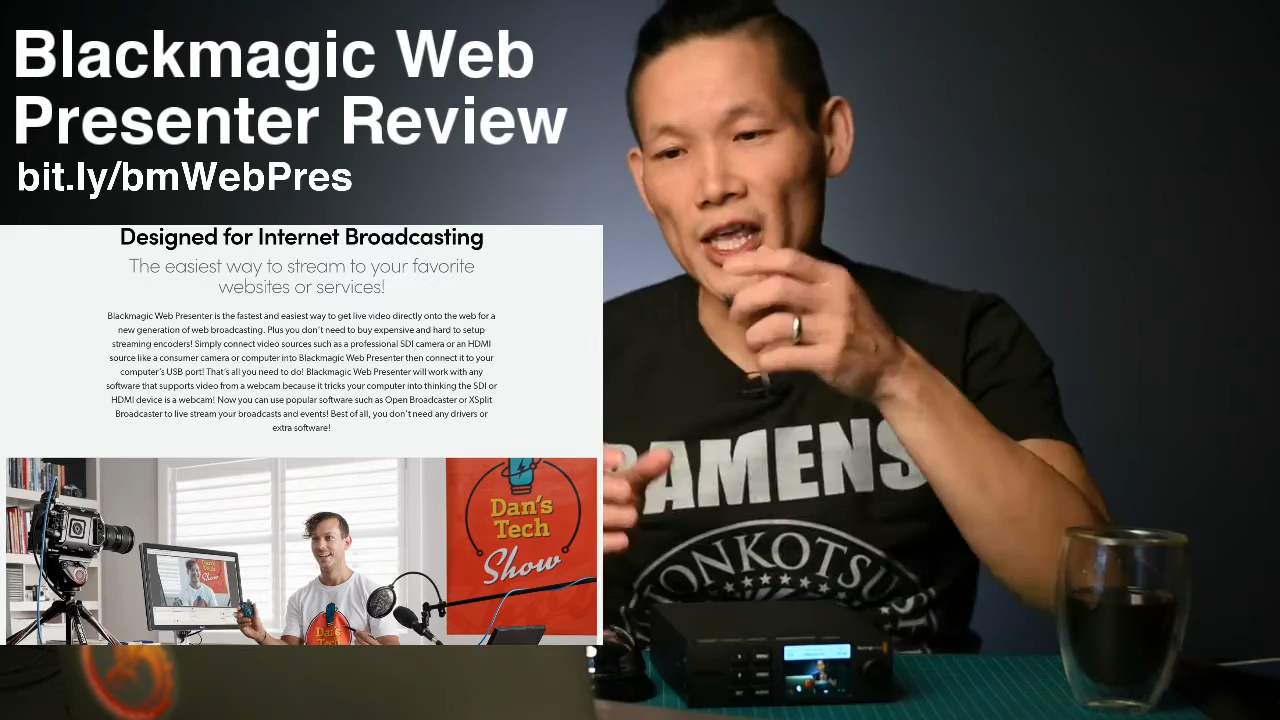 Blackmagic Web
Presenter Review
bit.ly/bmWebPres
Designed for Internet Broadcasting
The easiest way to stream to your favorite
websites or services!
Blackmagic Web Presenter is the fastest and easiest way to get live video directly onto the web for a
new generation of web broadcasting. Plus you don't need to buy expensive and hard to setup
streaming encoders! Simply connect video sources such as a professional SDI camera or an HDMI
source like a consumer camera or computer into Blackmagic Web Presenter then connect it to your
computer's USB port! That's all you need to do! Blackmagic Web Presenter will work with any
software that supports video from a webcam because it tricks your computer into thinking the SDI or
HDMI device is a webcam! Now you can use popular software such as Open Broadcaster or XSplit
Broadcaster to live stream your broadcasts and events! Best of all, you don't need any drivers or
extra software!
Dan's
Tech
Show
Dan's
Tech
Show
Dan's
Tech
RAMENS
TONKOTSU